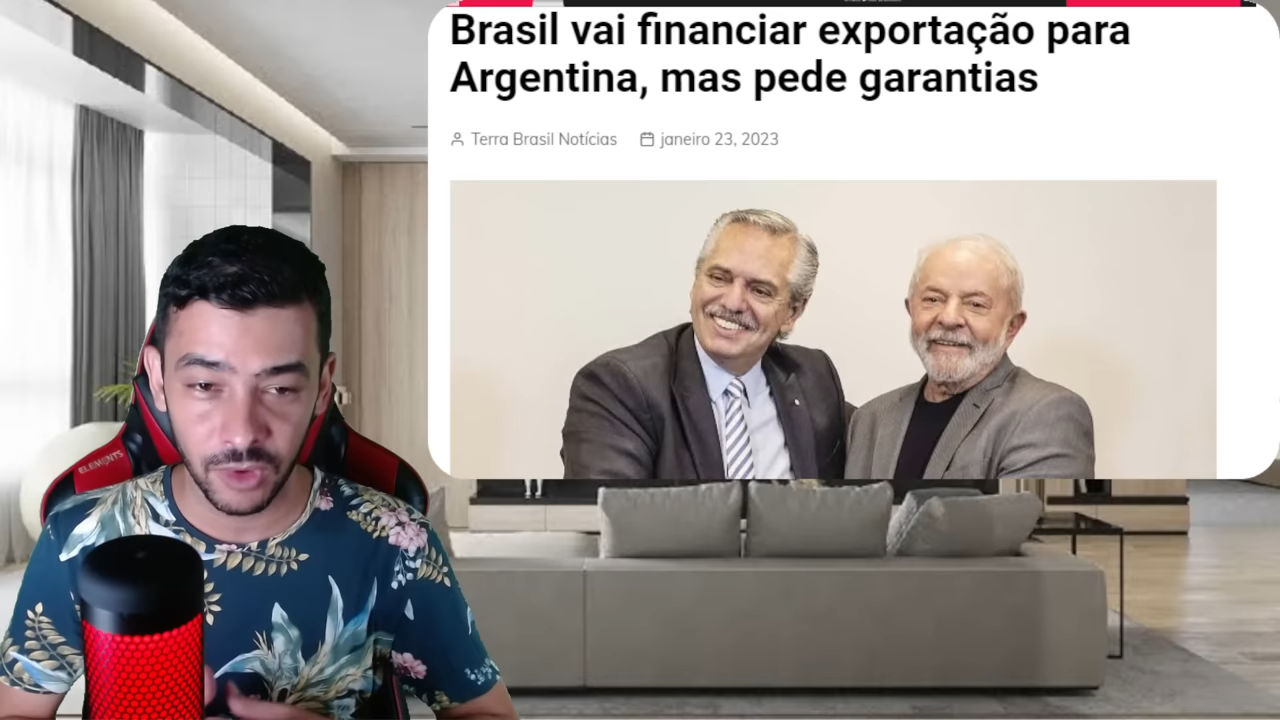 Brasil vai financiar exportação para
Argentina, mas pede garantias
Terra Brasil Notícias janeiro 23, 2023
ELEMENTS